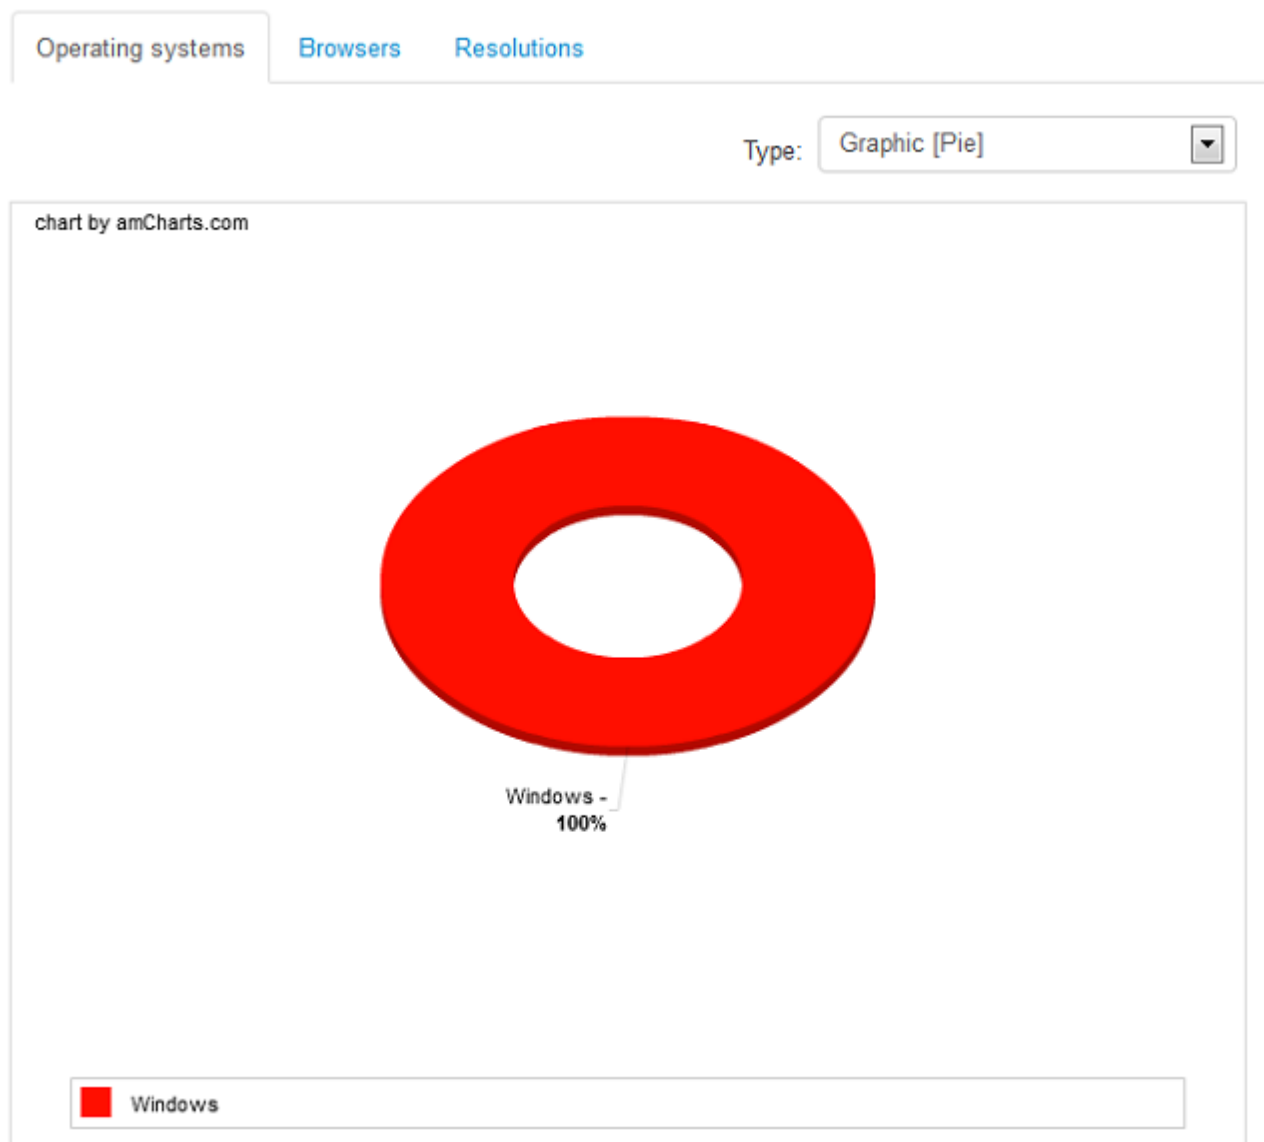 Operating systems Browsers Resolutions
Type: Graphic [Pie]
chart by amCharts.com
Windows -
100%
Windows